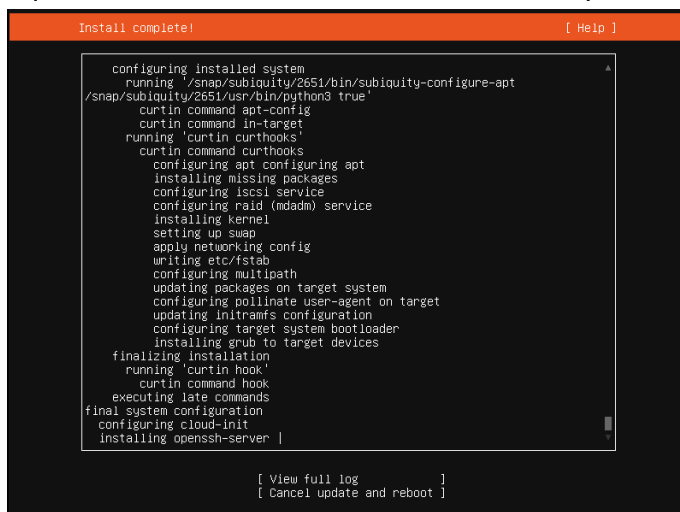 Install complete! [ Help ]
configuring installed system
running '/snap/subiquity/2651/bin/subiquity-configure-apt
/snap/subiquity/2651/usr/bin/python3 true'
curtin command apt-config
curtin command in-target
running 'curtin curthooks'
curtin command curthooks
configuring apt configuring apt
installing missing packages
configuring iscsi service
configuring raid (mdadm) service
installing kernel
setting up swap
apply networking config
writing etc/fstab
configuring multipath
updating packages on target system
configuring pollinate user-agent on target
updating initramfs configuration
configuring target system bootloader
installing grub to target devices
finalizing installation
running 'curtin hook'
curtin command hook
executing late commands
final system configuration
configuring cloud-init
installing openssh-server |
[ View full log ]
[ Cancel update and reboot ]